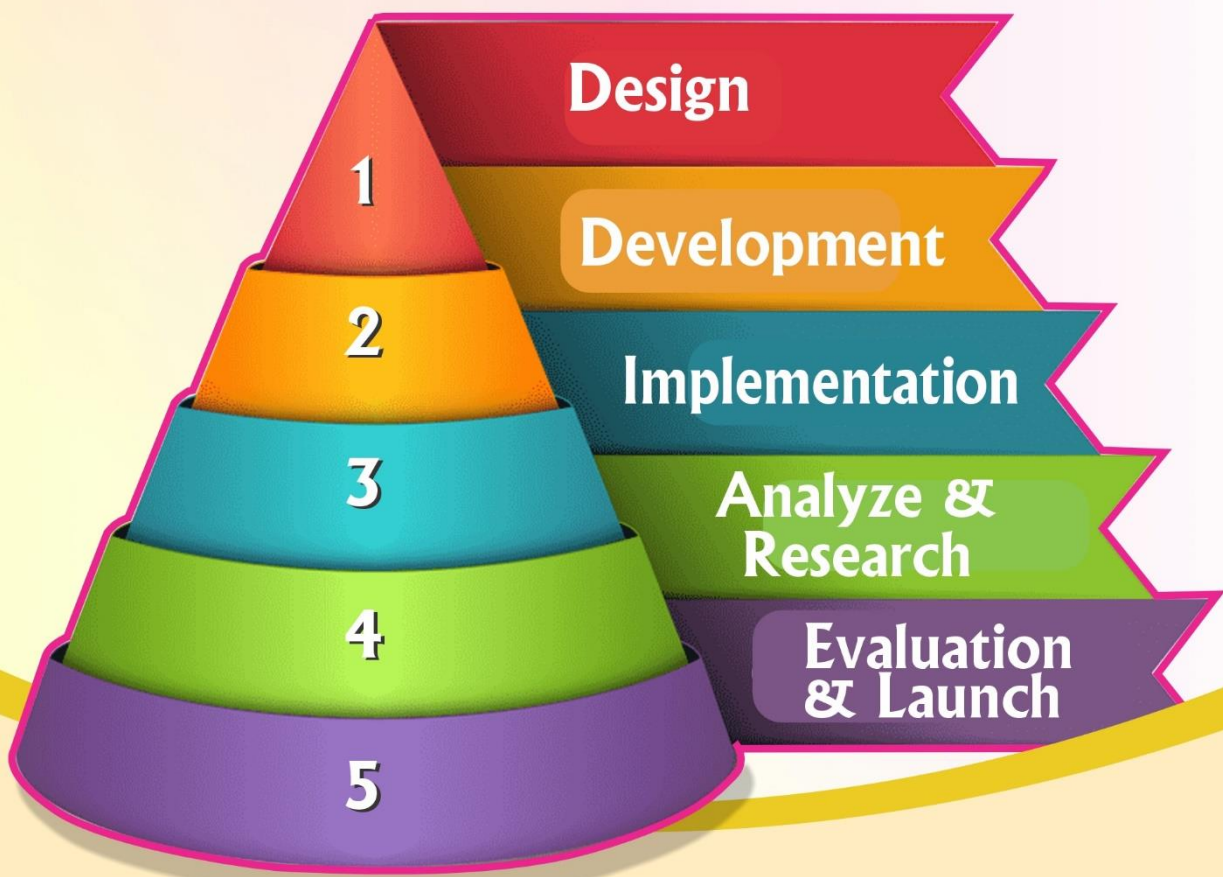 1
Design
2
Development
3
Implementation
4
Analyze &
Research
5
Evaluation
& Launch